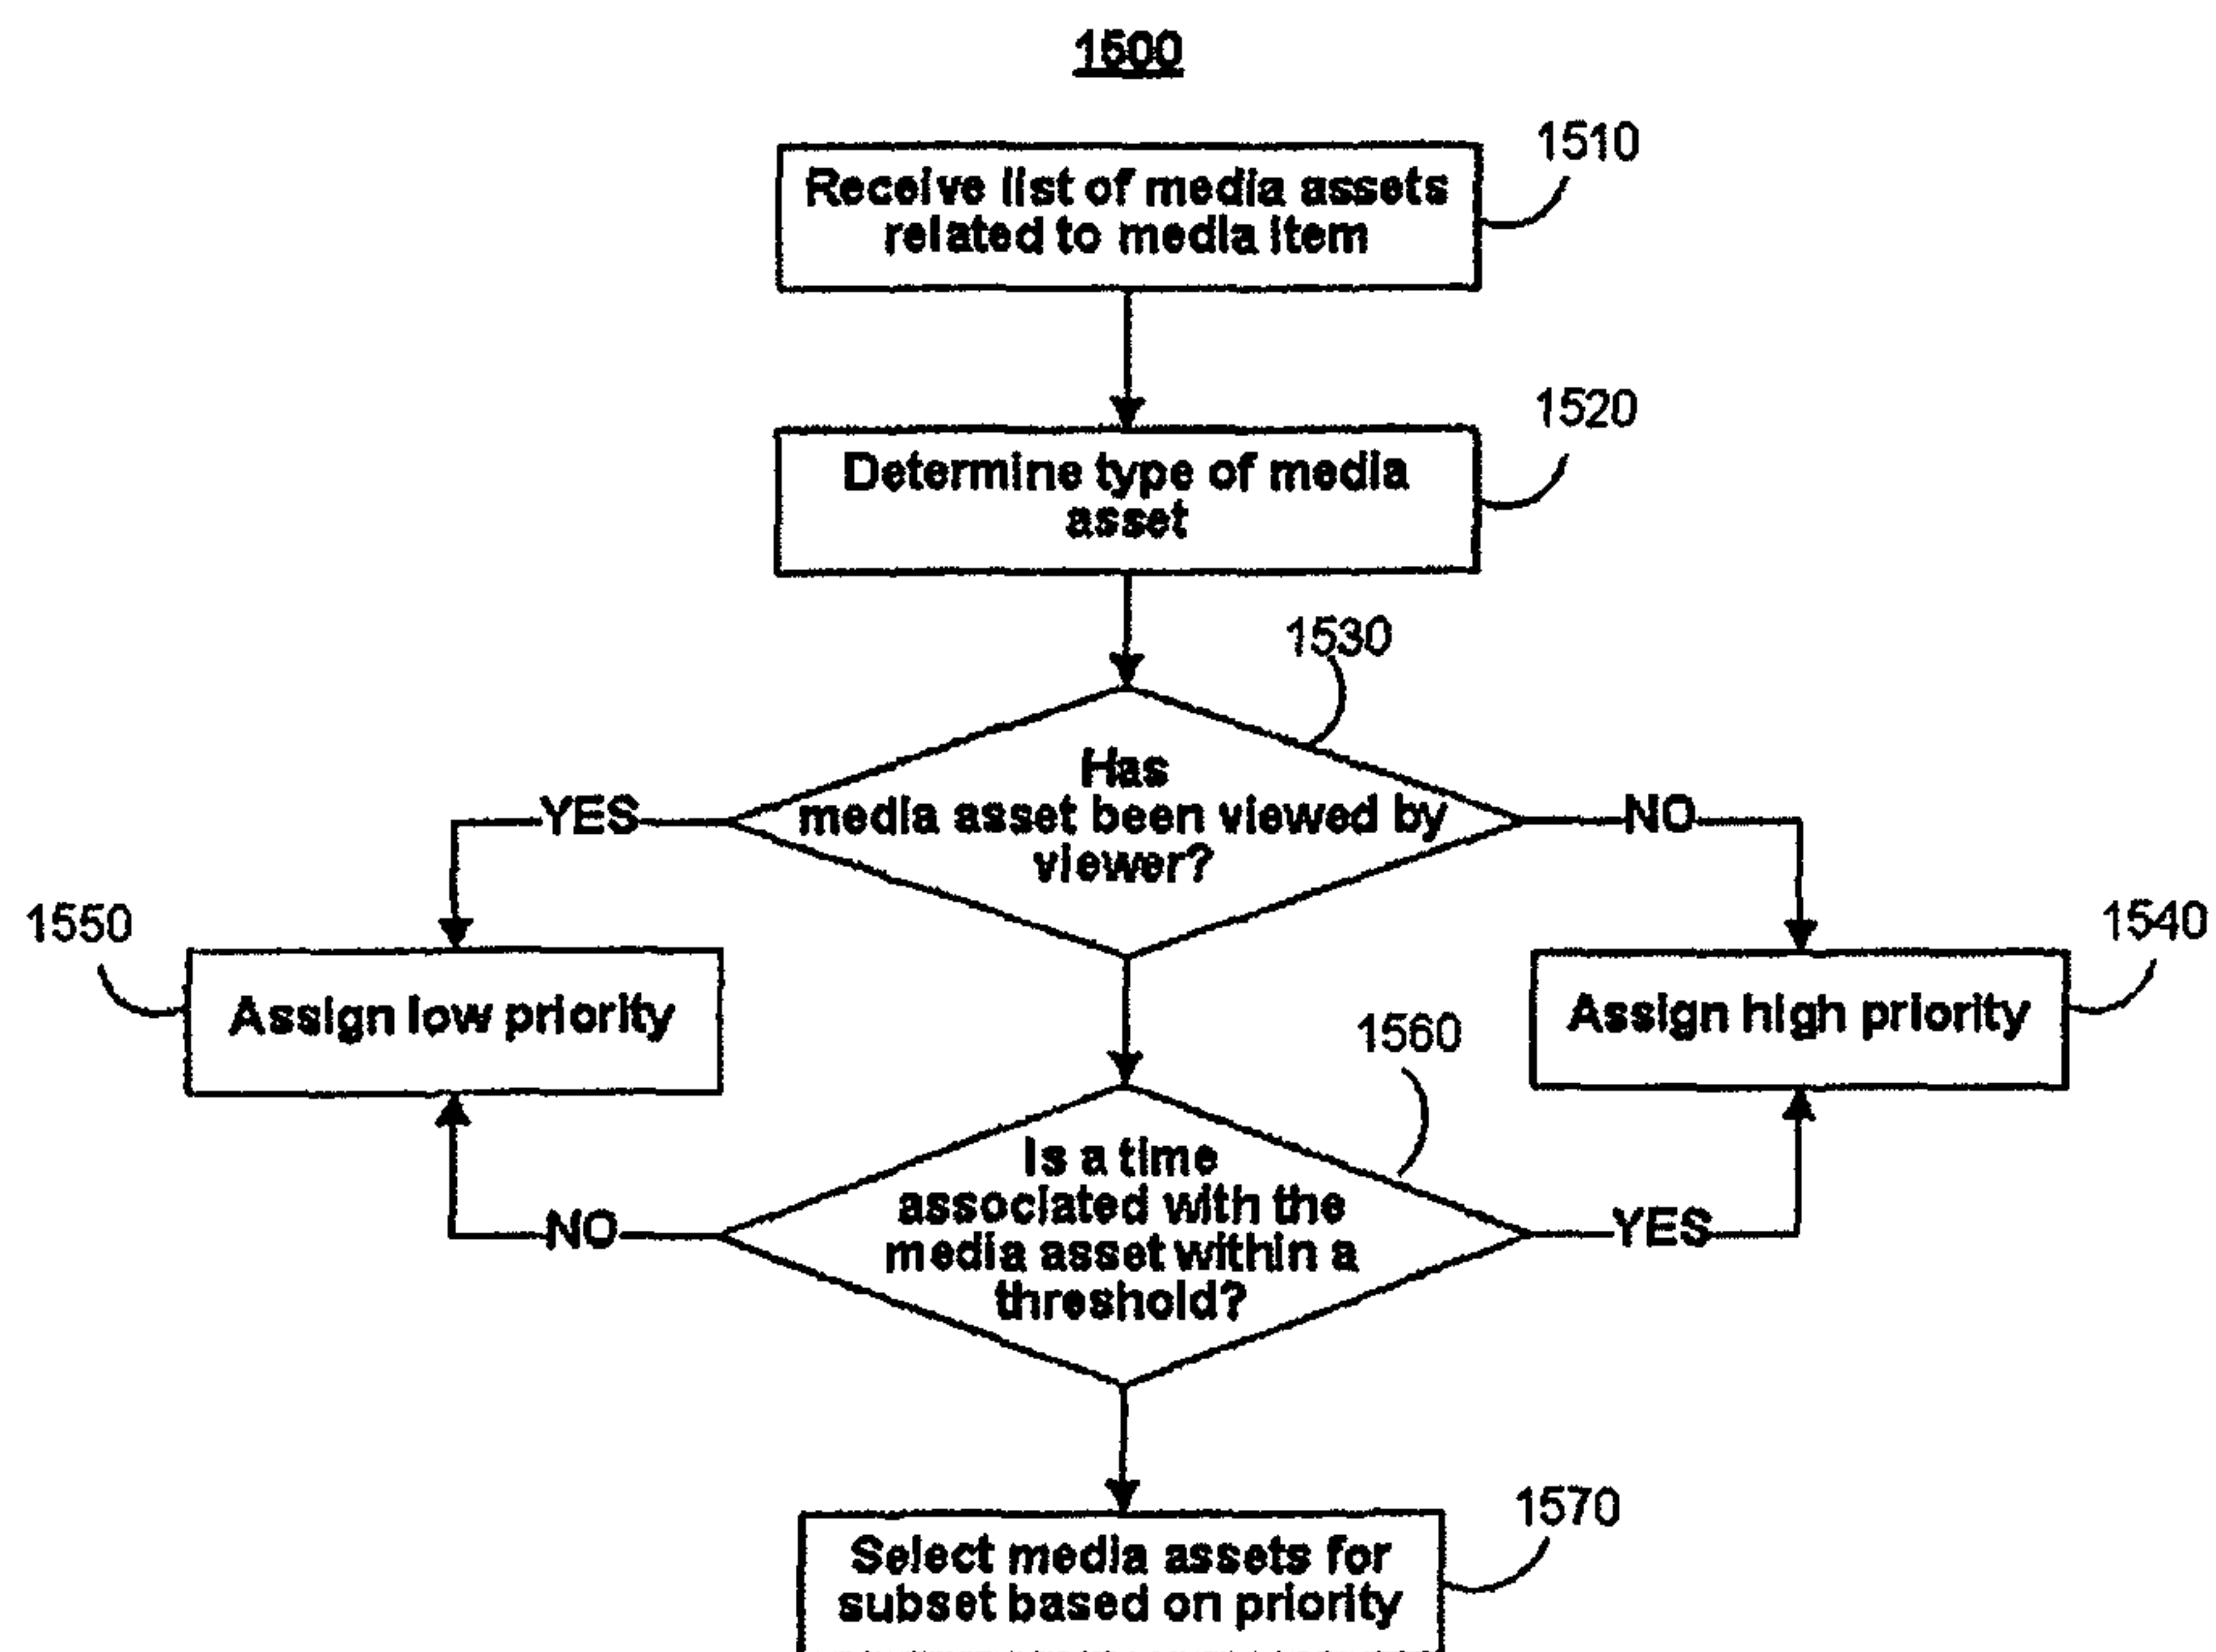 1500
1510
Receive list of media assets
related to media item
1520
Determine type of media
asset
1530
Has
media asset been viewed by
viewer?
YES
NO
1550
Assign low priority
1540
Assign high priority
1560
Is a time
associated with the
media asset within a
threshold?
NO
YES
1570
Select media assets for
subset based on priority